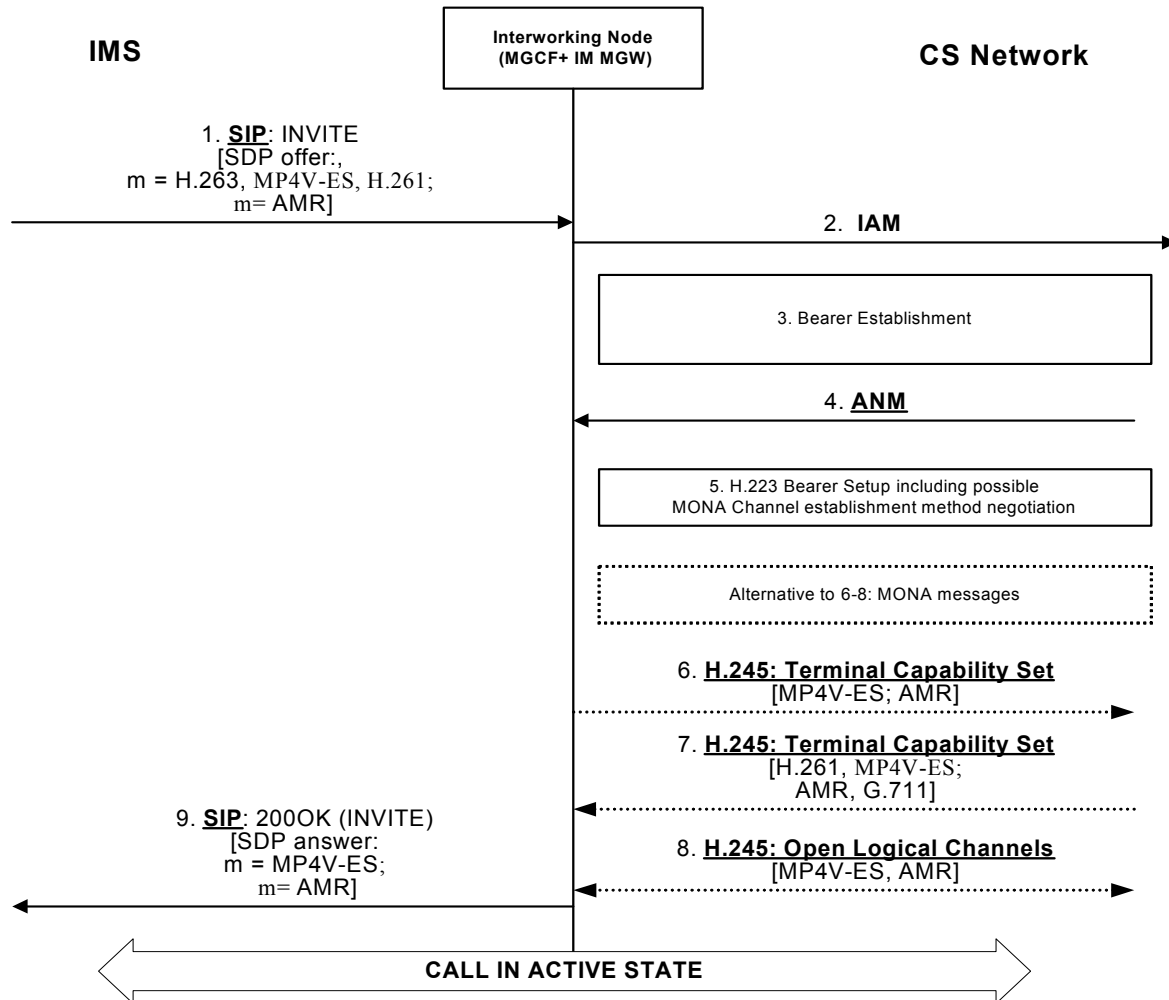 IMS
Interworking Node
(MGCF+ IM MGW)
CS Network
1. SIP: INVITE
[SDP offer:,
m = H.263, MP4V-ES, H.261;
m= AMR]
2. IAM
3. Bearer Establishment
4. ANM
5. H.223 Bearer Setup including possible
MONA Channel establishment method negotiation
Alternative to 6-8: MONA messages
6. H.245: Terminal Capability Set
[MP4V-ES; AMR]
7. H.245: Terminal Capability Set
[H.261, MP4V-ES;
AMR, G.711]
9. SIP: 200OK (INVITE)
[SDP answer:
m = MP4V-ES;
m= AMR]
8. H.245: Open Logical Channels
[MP4V-ES, AMR]
CALL IN ACTIVE STATE